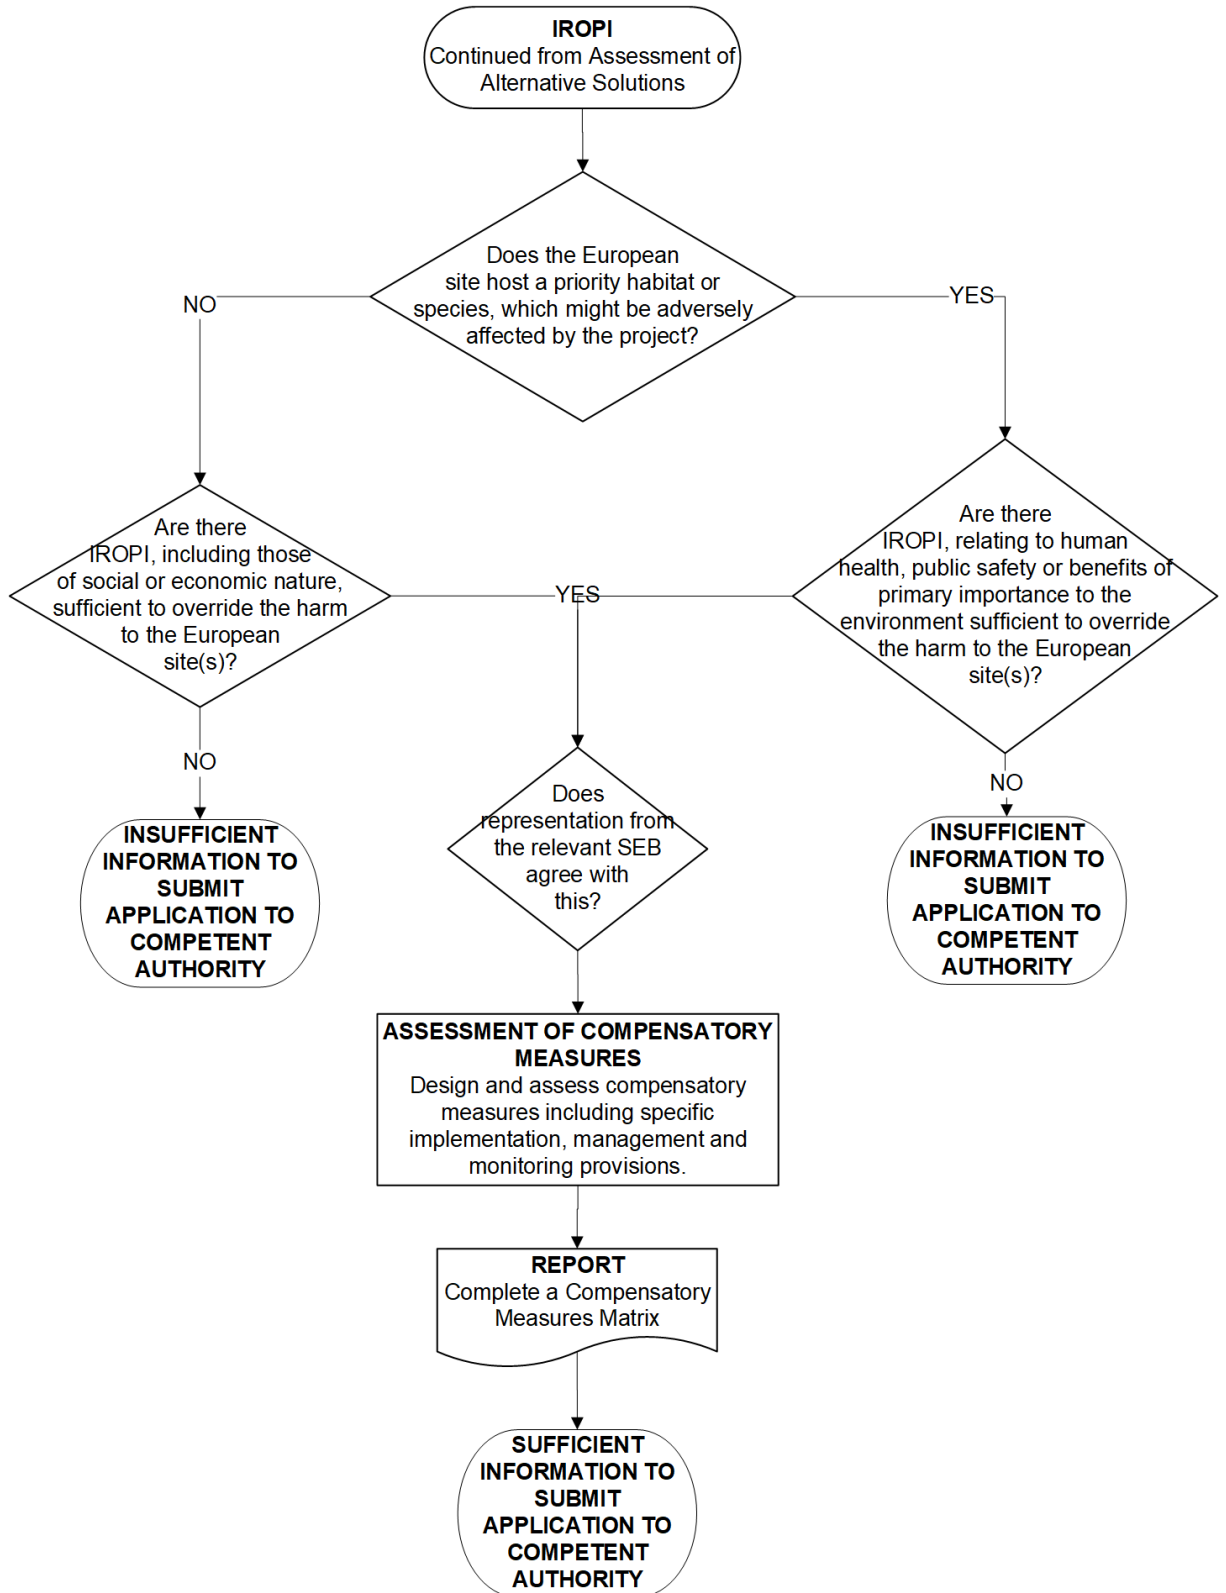 IROPI
Continued from Assessment of
Alternative Solutions
Does the European
site host a priority habitat or
species, which might be adversely
affected by the project?
NO
YES
Are there
IROPI, including those
of social or economic nature,
sufficient to override the harm
to the European
site(s)?
YES
Are there
IROPI, relating to human
health, public safety or benefits of
primary importance to the
environment sufficient to override
the harm to the European
site(s)?
NO
NO
INSUFFICIENT
INFORMATION TO
SUBMIT
APPLICATION TO
COMPETENT
AUTHORITY
Does
representation from
the relevant SEB
agree with
this?
INSUFFICIENT
INFORMATION TO
SUBMIT
APPLICATION TO
COMPETENT
AUTHORITY
ASSESSMENT OF COMPENSATORY
MEASURES
Design and assess compensatory
measures including specific
implementation, management and
monitoring provisions.
REPORT
Complete a Compensatory
Measures Matrix
SUFFICIENT
INFORMATION TO
SUBMIT
APPLICATION TO
COMPETENT
AUTHORITY